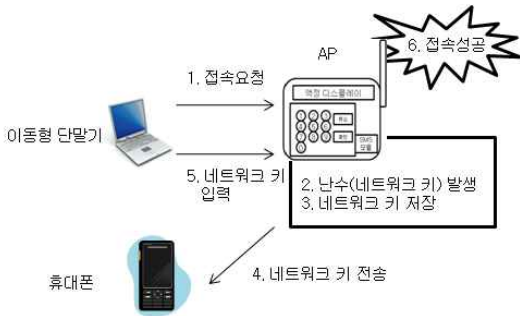 AP
6. 접속성공
1. 접속요청
액정 디스플레이
이동형 단말기
SMS
모듈
5. 네트워크 키
입력
2. 난수(네트워크 키) 발생
3. 네트워크 키 저장
4. 네트워크 키 전송
휴대폰